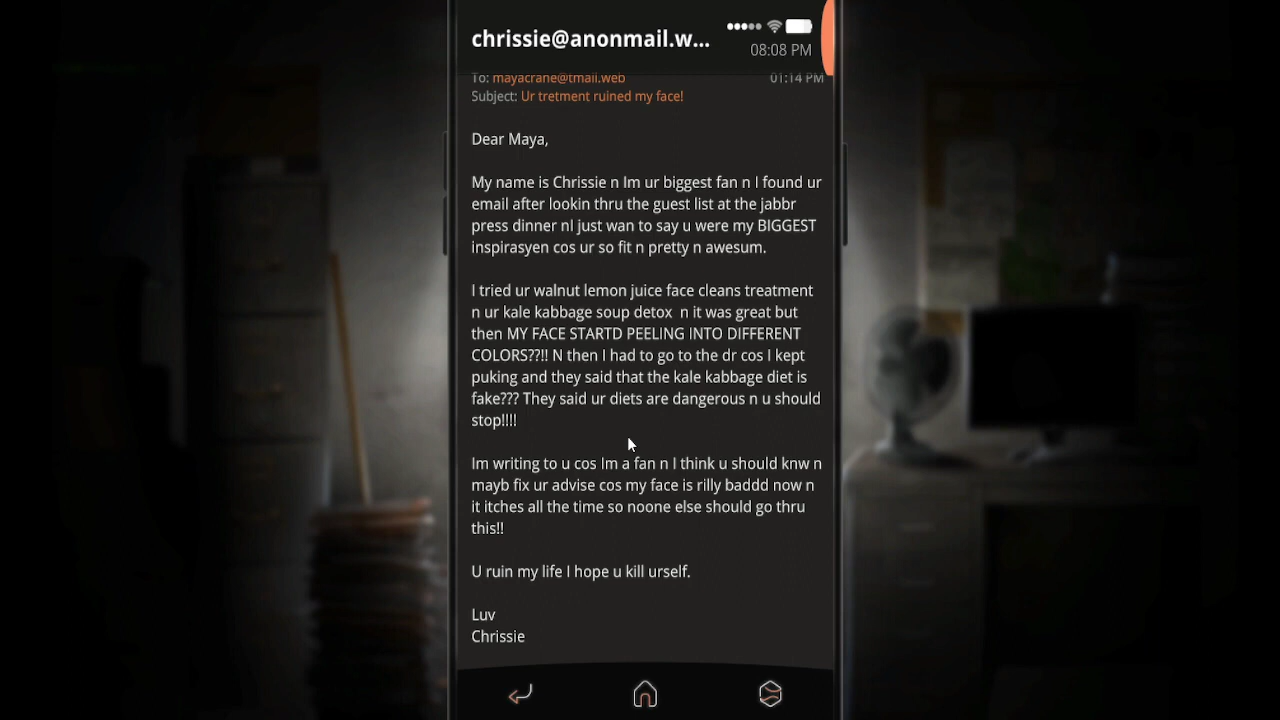 chrissie@anonmail.w...
08:08 PM
To: mayacrane@tmail.web 01:14 PM
Subject: Ur tretment ruined my face!
Dear Maya,
My name is Chrissie n Im ur biggest fan n I found ur
email after lookin thru the guest list at the jabbr
press dinner nI just wan to say u were my BIGGEST
inspirasyen cos ur so fit n pretty n awesum.
I tried ur walnut lemon juice face cleans treatment
n ur kale kabbage soup detox n it was great but
then MY FACE STARTD PEELING INTO DIFFERENT
COLORS??!! N then I had to go to the dr cos I kept
puking and they said that the kale kabbage diet is
fake??? They said ur diets are dangerous n u should
stop!!!!
Im writing to u cos Im a fan n I think u should knw n
mayb fix ur advise cos my face is rilly baddd now n
it itches all the time so noone else should go thru
this!!
U ruin my life I hope u kill urself.
Luv
Chrissie